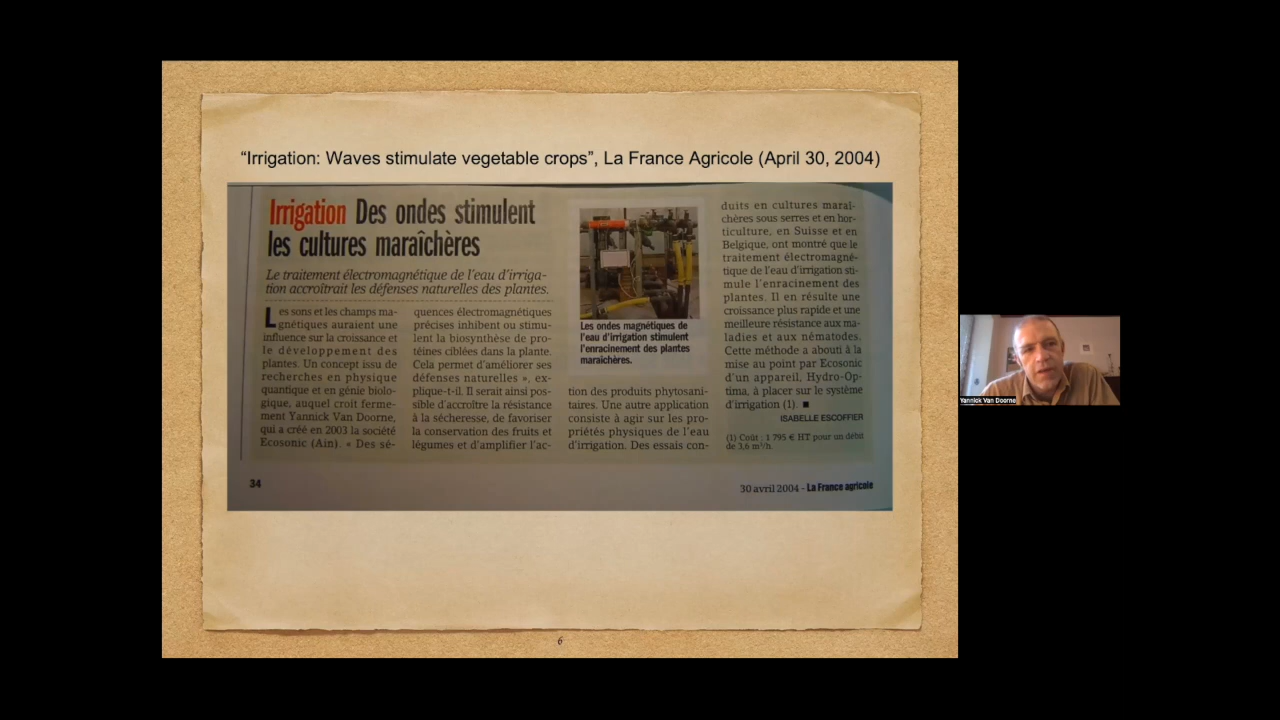 “Irrigation: Waves stimulate vegetable crops”, La France Agricole (April 30, 2004)
Irrigation Des ondes stimulent
les cultures maraîchères
Le traitement électromagnétique de l'eau d'irriga-
tion accroîtrait les défenses naturelles des plantes.
Les sons et les champs ma-
gnétiques auraient une
influence sur la croissance et
le développement des
plantes. Un concept issu de
recherches en physique
quantique et en génie biolo-
gique, auquel croit ferme-
ment Yannick Van Doorne,
qui a créé en 2003 la société
Ecosonic (Ain). « Des sé-
quences électromagnétiques
précises inhibent ou stimu-
lent la biosynthèse de pro-
téines ciblées dans la plante.
Cela permet d'améliorer ses
défenses naturelles », ex-
plique-t-il. Il serait ainsi pos-
sible d'accroître la résistance
à la sécheresse, de favoriser
la conservation des fruits et
légumes et d'amplifier l'ac-
Les ondes magnétiques de
l'eau d'irrigation stimulent
l'enracinement des plantes
maraîchères.
tion des produits phytosani-
taires. Une autre application
consiste à agir sur les pro-
priétés physiques de l'eau
d'irrigation. Des essais con-
duits en cultures maraî-
chères sous serres et en hor-
ticulture, en Suisse et en
Belgique, ont montré que le
traitement électromagné-
tique de l'eau d'irrigation sti-
mule l'enracinement des
plantes. Il en résulte une
croissance plus rapide et une
meilleure résistance aux ma-
ladies et aux nématodes.
Cette méthode a abouti à la
mise au point par Ecosonic
d'un appareil, Hydro-Op-
tima, à placer sur le système
d'irrigation (1). ■
ISABELLE ESCOFFIER
(1) Coût : 1 795 € HT pour un débit
de 3,6 m³/h.
34
30 avril 2004 - La France agricole
6
Yannick Van Doorne